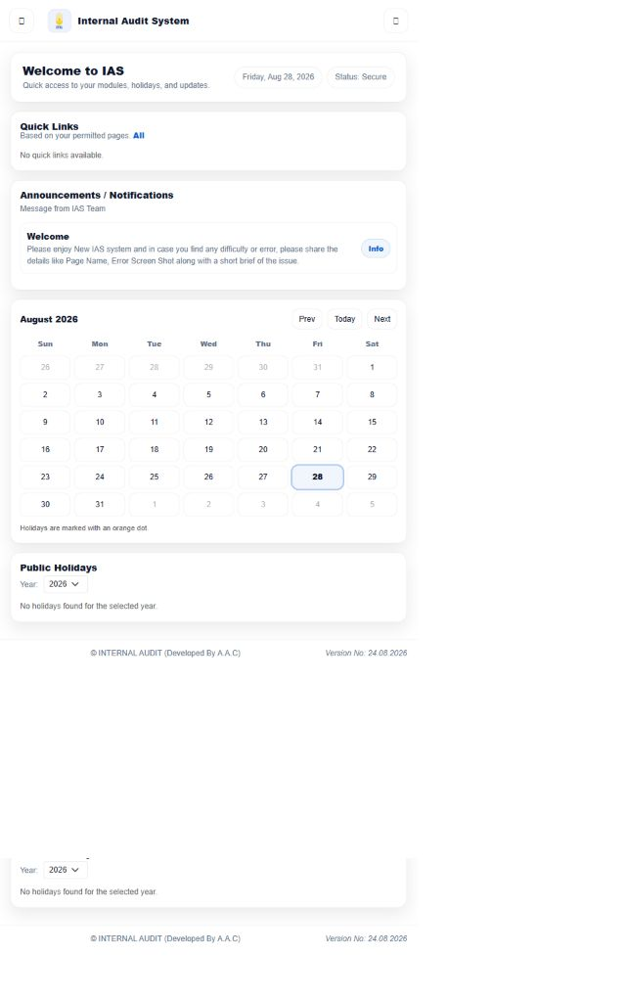 Internal Audit System
Welcome to IAS
Quick access to your modules, holidays, and updates.
Friday, Aug 28, 2026
Status: Secure
Quick Links
Based on your permitted pages. All
No quick links available.
Announcements / Notifications
Message from IAS Team
Welcome
Please enjoy New IAS system and in case you find any difficulty or error, please share the
details like Page Name, Error Screen Shot along with a short brief of the issue.
Info
August 2026
Prev Today Next
Sun Mon Tue Wed Thu Fri Sat
26 27 28 29 30 31 1
2 3 4 5 6 7 8
9 10 11 12 13 14 15
16 17 18 19 20 21 22
23 24 25 26 27 28 29
30 31 1 2 3 4 5
Holidays are marked with an orange dot.
Public Holidays
Year: 2026
No holidays found for the selected year.
© INTERNAL AUDIT (Developed By A.A.C)
Version No: 24.08 2026
Year: 2026
No holidays found for the selected year.
© INTERNAL AUDIT (Developed By A.A.C)
Version No: 24.08 2026